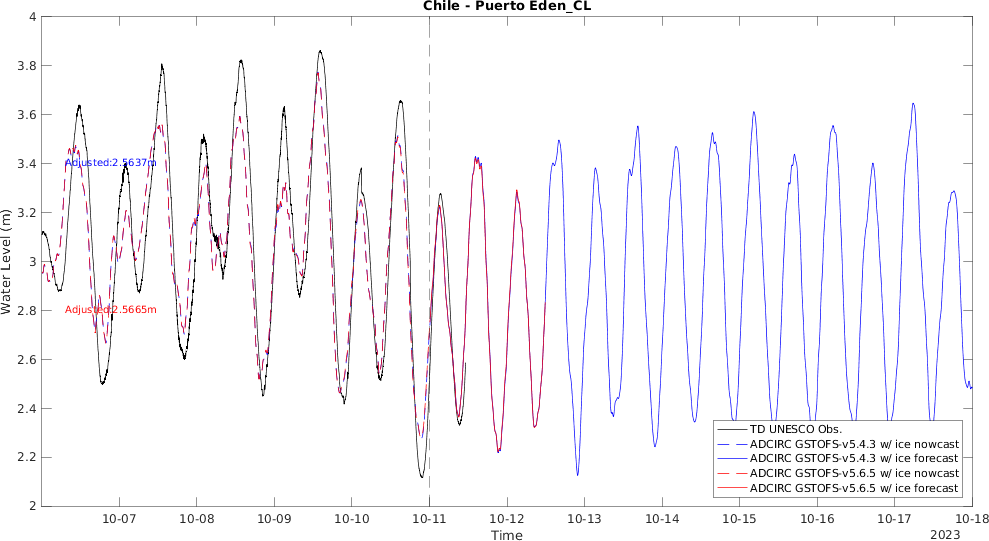 Chile - Puerto Eden_CL
4
3.8
3.6
3.4
3.2
3
2.8
2.6
2.4
2.2
2
Water Level (m)
Adjusted:2.5637m
Adjusted:2.5665m
TD UNESCO Obs.
ADCIRC GSTOFS-v5.4.3 w/ ice nowcast
ADCIRC GSTOFS-v5.4.3 w/ ice forecast
ADCIRC GSTOFS-v5.6.5 w/ ice nowcast
ADCIRC GSTOFS-v5.6.5 w/ ice forecast
10-07 10-08 10-09 10-10 10-11 10-12 10-13 10-14 10-15 10-16 10-17 10-18
Time
2023